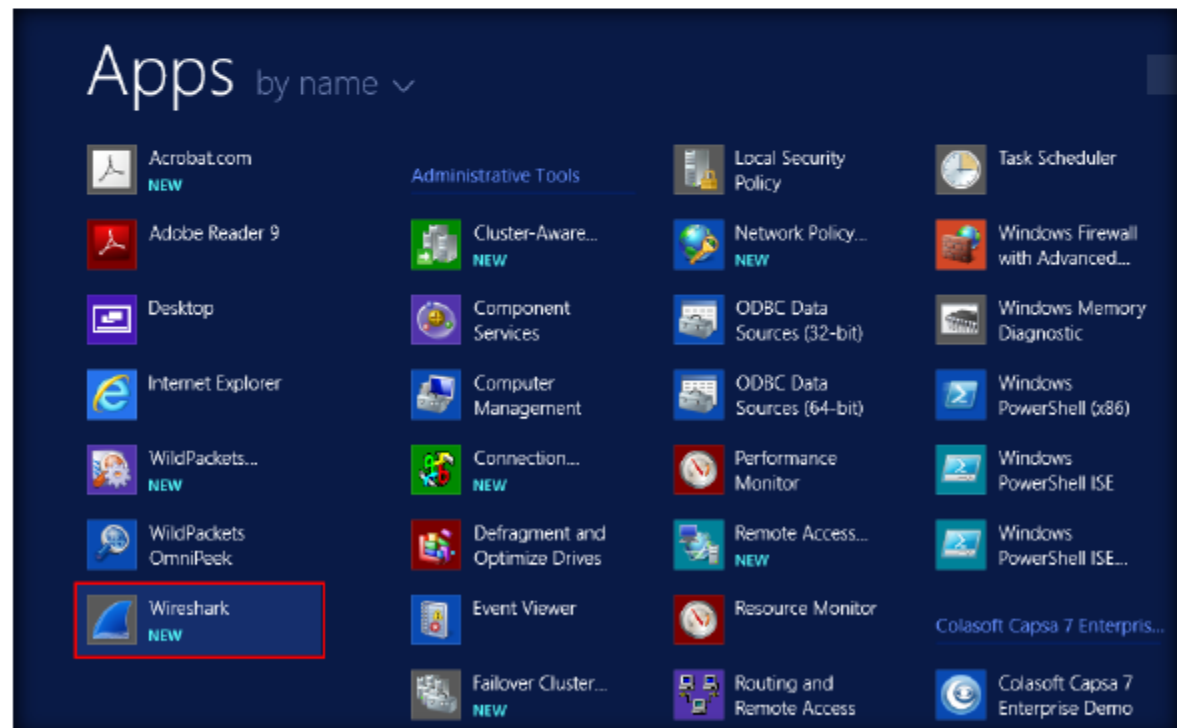 Apps by name
Acrobat.com
NEW
Adobe Reader 9
Desktop
Internet Explorer
WildPackets...
NEW
WildPackets
OmniPeek
Wireshark
NEW
Administrative Tools
Cluster-Aware...
NEW
Component
Services
Computer
Management
Connection...
NEW
Defragment and
Optimize Drives
Event Viewer
Failover Cluster...
NEW
Local Security
Policy
Network Policy...
NEW
ODBC Data
Sources (32-bit)
ODBC Data
Sources (64-bit)
Performance
Monitor
Remote Access...
NEW
Resource Monitor
Routing and
Remote Access
Task Scheduler
Windows Firewall
with Advanced...
Windows Memory
Diagnostic
Windows
PowerShell (x86)
Windows
PowerShell ISE
Windows
PowerShell ISE...
Colasoft Capsa 7 Enterpris...
Colasoft Capsa 7
Enterprise Demo